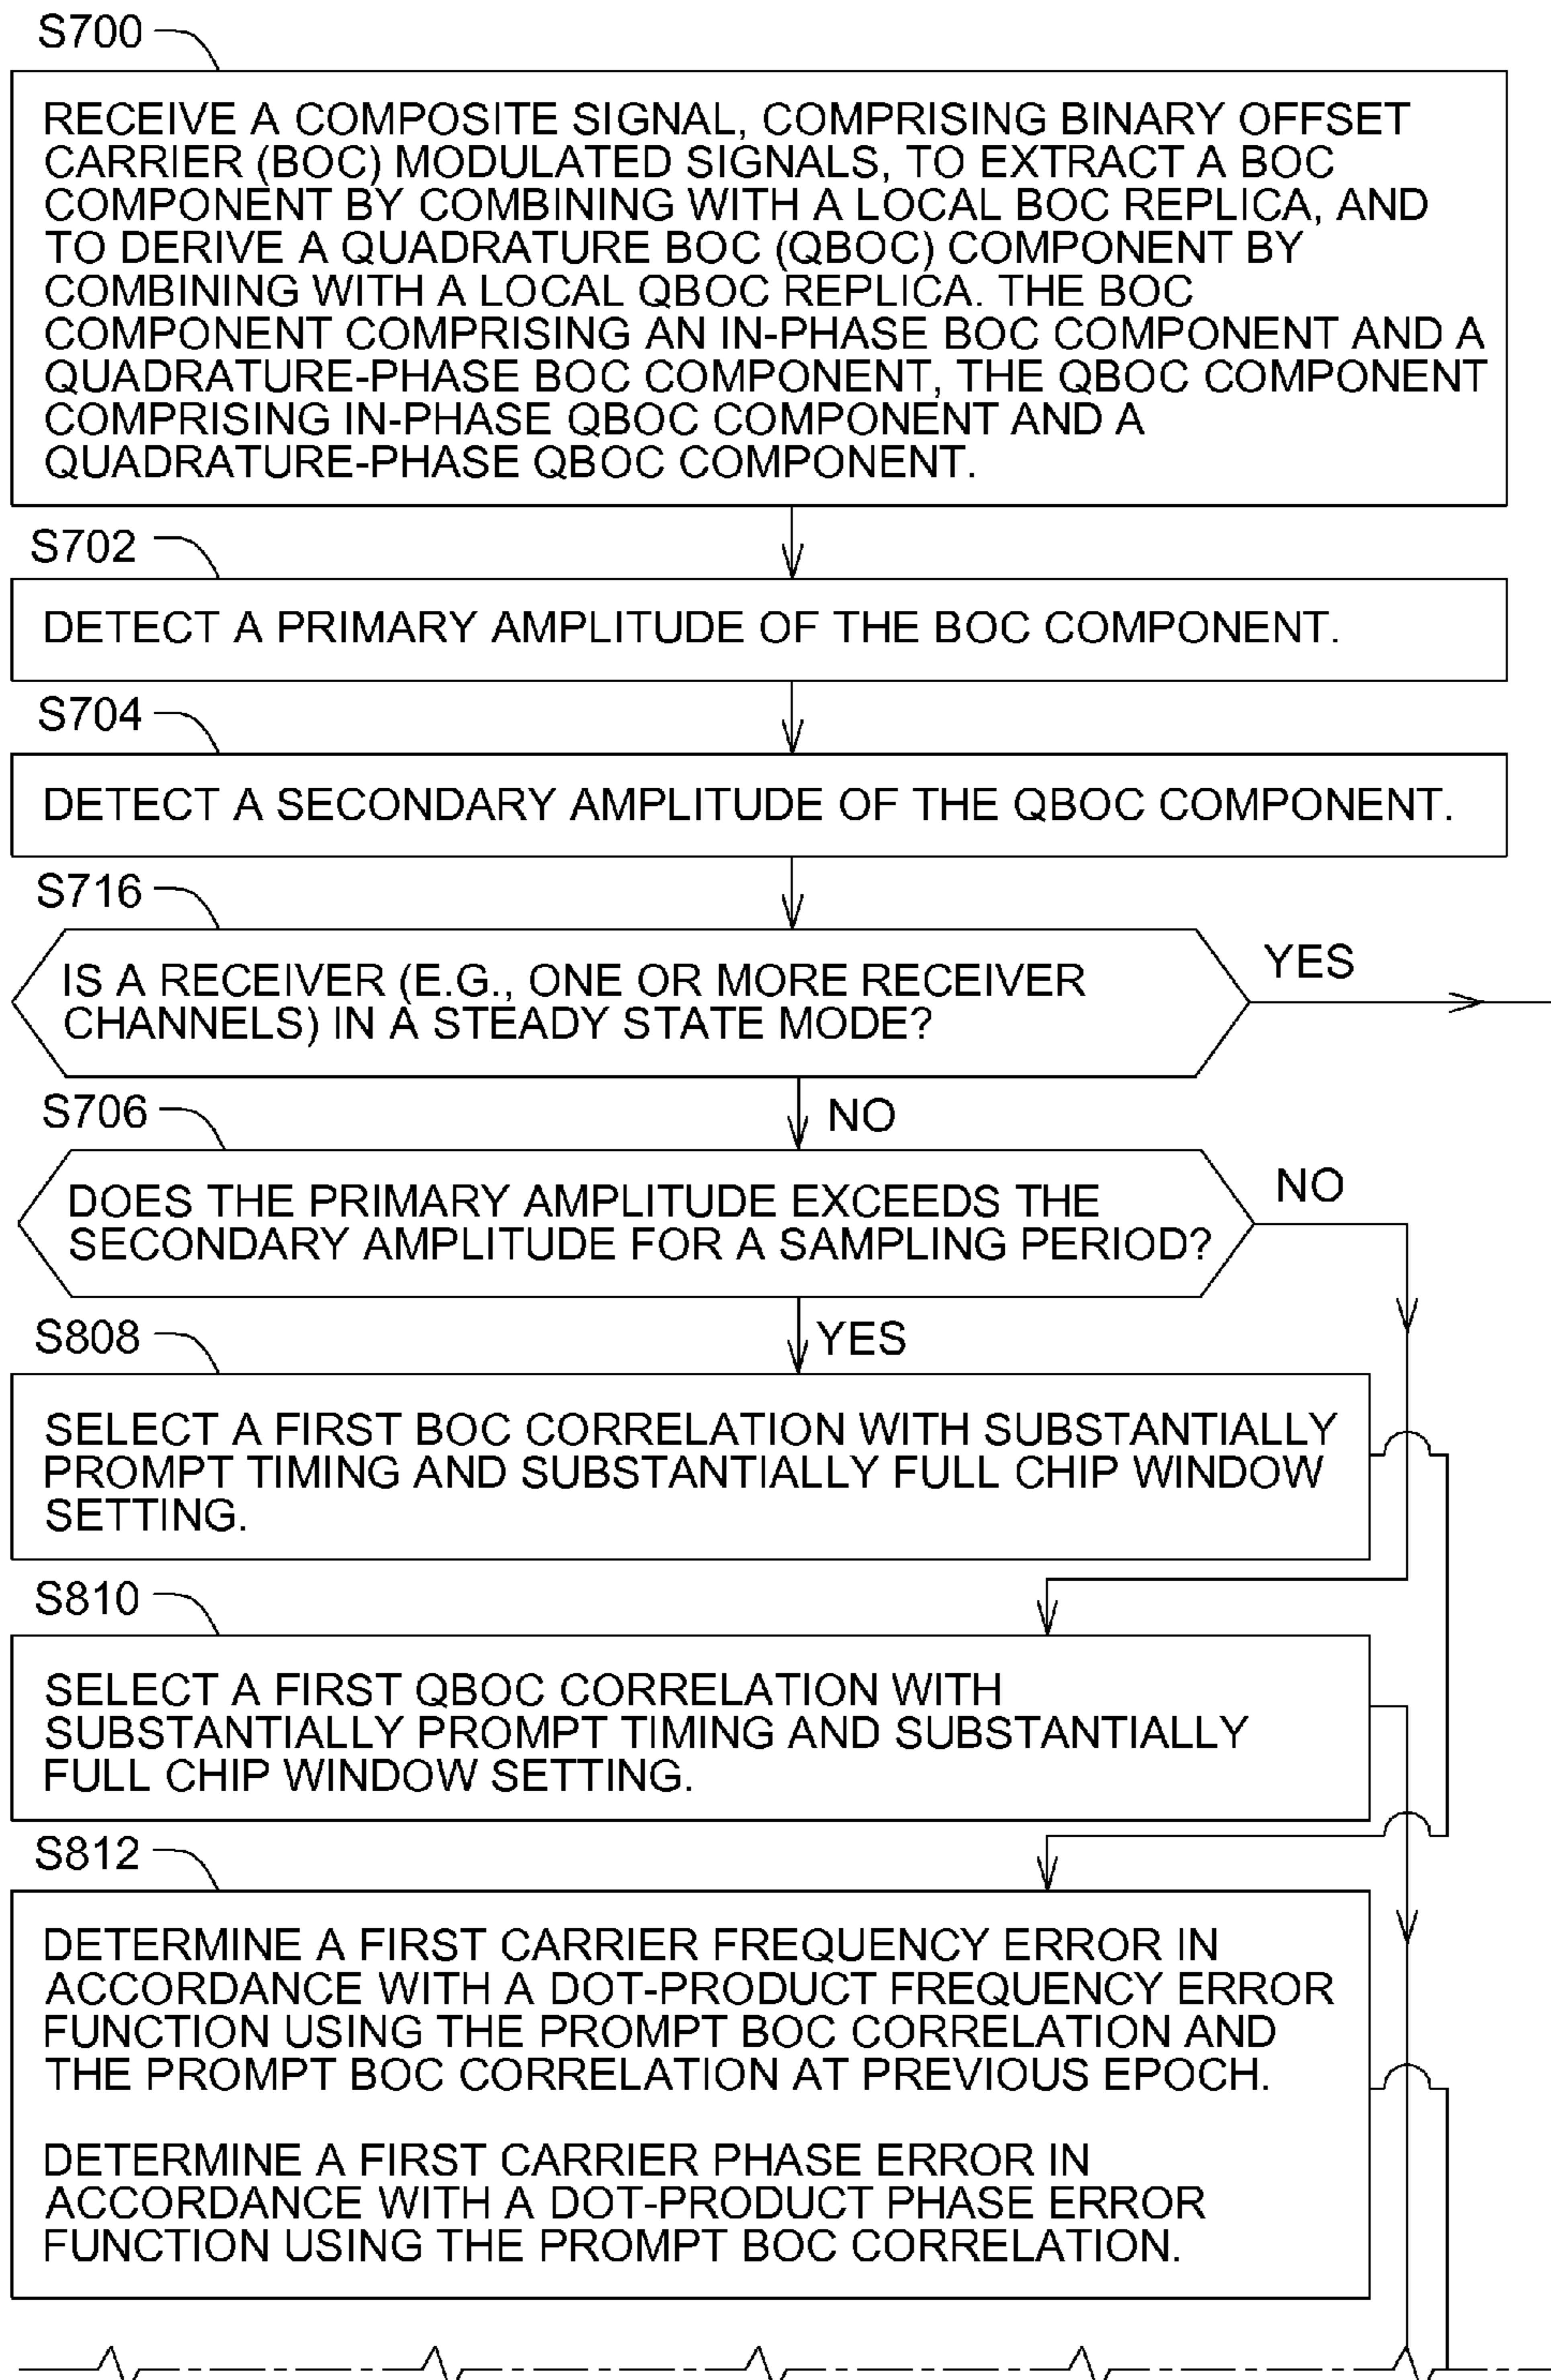 S700
RECEIVE A COMPOSITE SIGNAL, COMPRISING BINARY OFFSET
CARRIER (BOC) MODULATED SIGNALS, TO EXTRACT A BOC
COMPONENT BY COMBINING WITH A LOCAL BOC REPLICA, AND
TO DERIVE A QUADRATURE BOC (QBOC) COMPONENT BY
COMBINING WITH A LOCAL QBOC REPLICA. THE BOC
COMPONENT COMPRISING AN IN-PHASE BOC COMPONENT AND A
QUADRATURE-PHASE BOC COMPONENT, THE QBOC COMPONENT
COMPRISING IN-PHASE QBOC COMPONENT AND A
QUADRATURE-PHASE QBOC COMPONENT.
S702
DETECT A PRIMARY AMPLITUDE OF THE BOC COMPONENT.
S704
DETECT A SECONDARY AMPLITUDE OF THE QBOC COMPONENT.
S716
IS A RECEIVER (E.G., ONE OR MORE RECEIVER
CHANNELS) IN A STEADY STATE MODE?
YES
NO
S706
DOES THE PRIMARY AMPLITUDE EXCEEDS THE
SECONDARY AMPLITUDE FOR A SAMPLING PERIOD?
NO
YES
S808
SELECT A FIRST BOC CORRELATION WITH SUBSTANTIALLY
PROMPT TIMING AND SUBSTANTIALLY FULL CHIP WINDOW
SETTING.
S810
SELECT A FIRST QBOC CORRELATION WITH
SUBSTANTIALLY PROMPT TIMING AND SUBSTANTIALLY
FULL CHIP WINDOW SETTING.
S812
DETERMINE A FIRST CARRIER FREQUENCY ERROR IN
ACCORDANCE WITH A DOT-PRODUCT FREQUENCY ERROR
FUNCTION USING THE PROMPT BOC CORRELATION AND
THE PROMPT BOC CORRELATION AT PREVIOUS EPOCH.
DETERMINE A FIRST CARRIER PHASE ERROR IN
ACCORDANCE WITH A DOT-PRODUCT PHASE ERROR
FUNCTION USING THE PROMPT BOC CORRELATION.